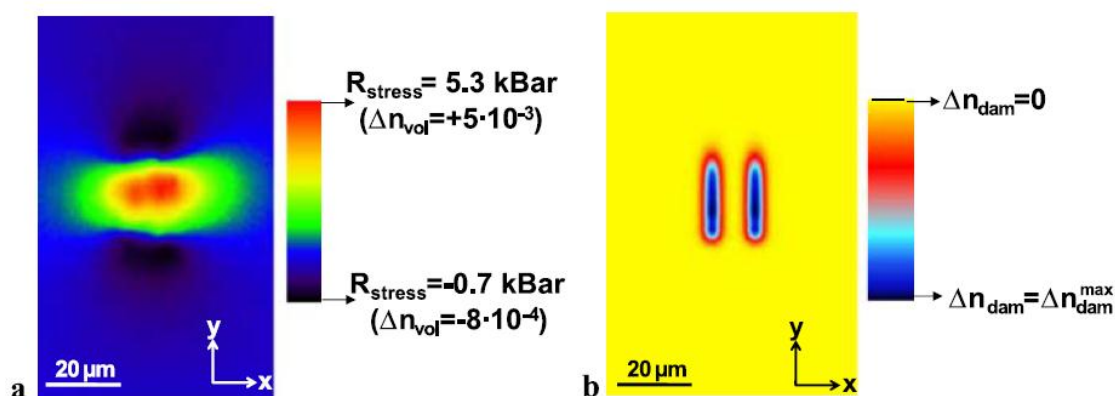 R_stress= 5.3 kBar
(Δn_vol=+5·10⁻³)
R_stress=-0.7 kBar
(Δn_vol=-8·10⁻⁴)
y
x
20 µm
a
Δn_dam=0
Δn_dam=Δn_dam^max
y
x
20 µm
b